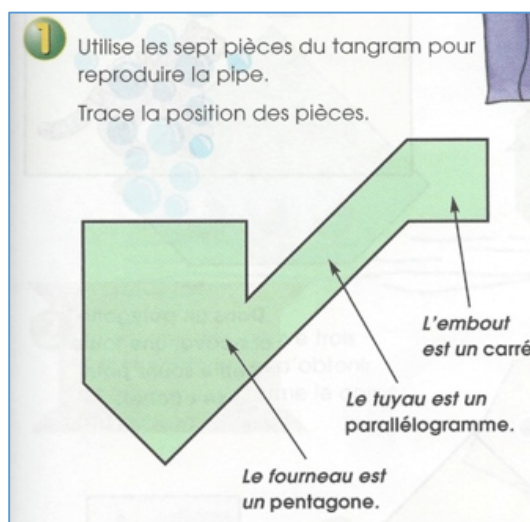 1 Utilise les sept pièces du tangram pour
reproduire la pipe.
Trace la position des pièces.
L'embout
est un carré
Le tuyau est un
parallélogramme.
Le fourneau est
un pentagone.